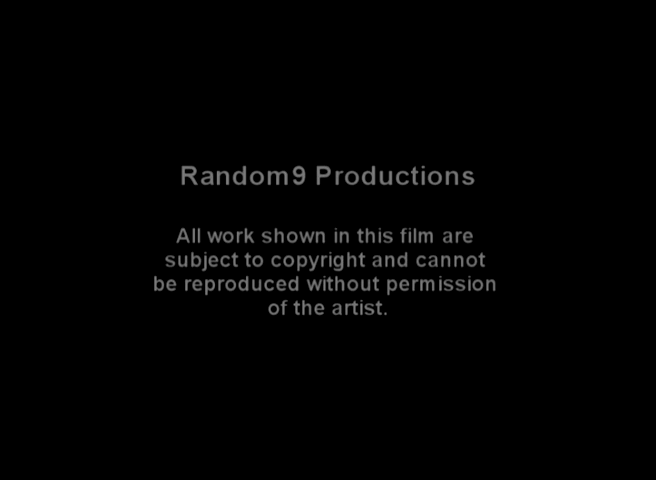 Random9 Productions
All work shown in this film are
subject to copyright and cannot
be reproduced without permission
of the artist.